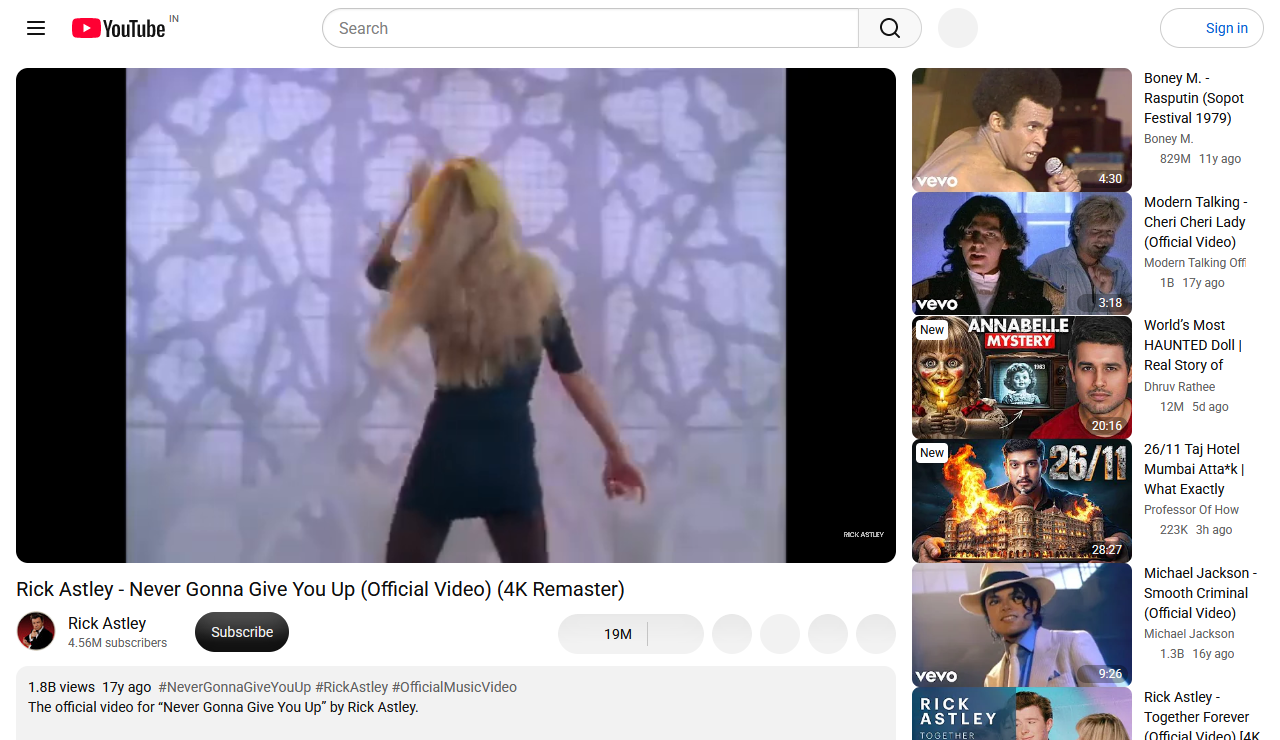 YouTube IN
Search
Sign in
RICK ASTLEY
Rick Astley - Never Gonna Give You Up (Official Video) (4K Remaster)
Rick Astley
4.56M subscribers
Subscribe
19M
1.8B views 17y ago #NeverGonnaGiveYouUp #RickAstley #OfficialMusicVideo
The official video for “Never Gonna Give You Up” by Rick Astley.
vevo
4:30
Boney M. -
Rasputin (Sopot
Festival 1979)
Boney M.
829M 11y ago
vevo
3:18
Modern Talking -
Cheri Cheri Lady
(Official Video)
Modern Talking Offi
1B 17y ago
New
ANNABELLE
MYSTERY
1963
20:16
World’s Most
HAUNTED Doll |
Real Story of
Dhruv Rathee
12M 5d ago
New
26/11
28:27
26/11 Taj Hotel
Mumbai Atta*k |
What Exactly
Professor Of How
223K 3h ago
vevo
9:26
Michael Jackson -
Smooth Criminal
(Official Video)
Michael Jackson
1.3B 16y ago
RICK
ASTLEY
TOGETHER
Rick Astley -
Together Forever
(Official Video) [4K